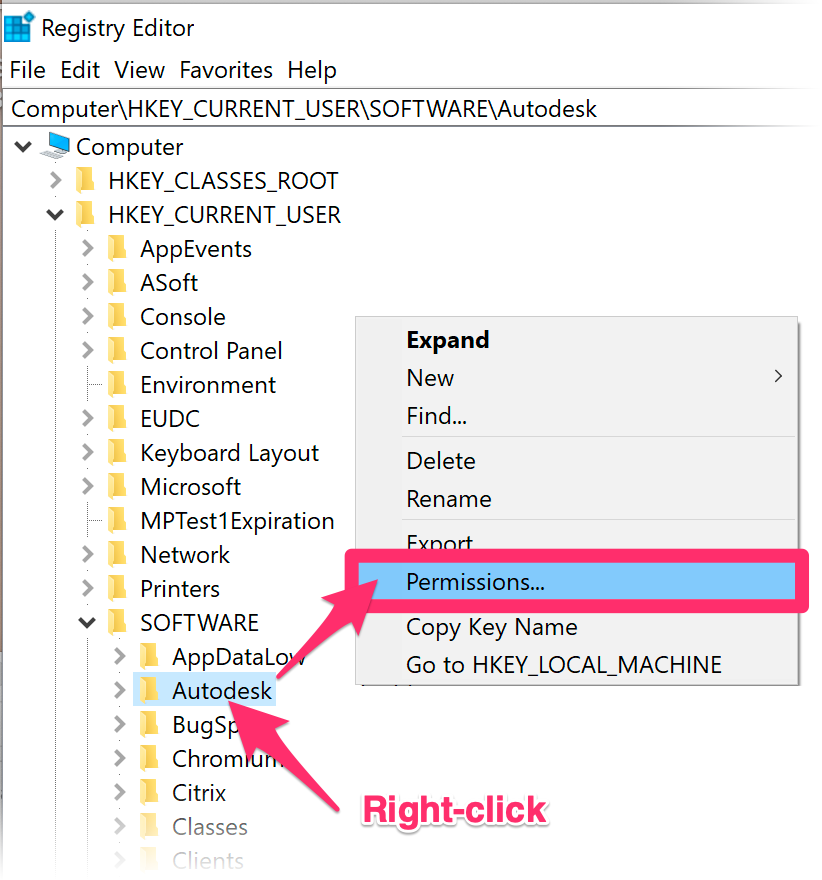 Registry Editor
File Edit View Favorites Help
Computer\HKEY_CURRENT_USER\SOFTWARE\Autodesk
Computer
HKEY_CLASSES_ROOT
HKEY_CURRENT_USER
AppEvents
ASoft
Console
Control Panel
Environment
EUDC
Keyboard Layout
Microsoft
MPTest1Expiration
Network
Printers
SOFTWARE
AppDataLow
Autodesk
BugSp
Chromium
Citrix
Classes
Clients
Expand
New
Find...
Delete
Rename
Export
Permissions...
Copy Key Name
Go to HKEY_LOCAL_MACHINE
Right-click